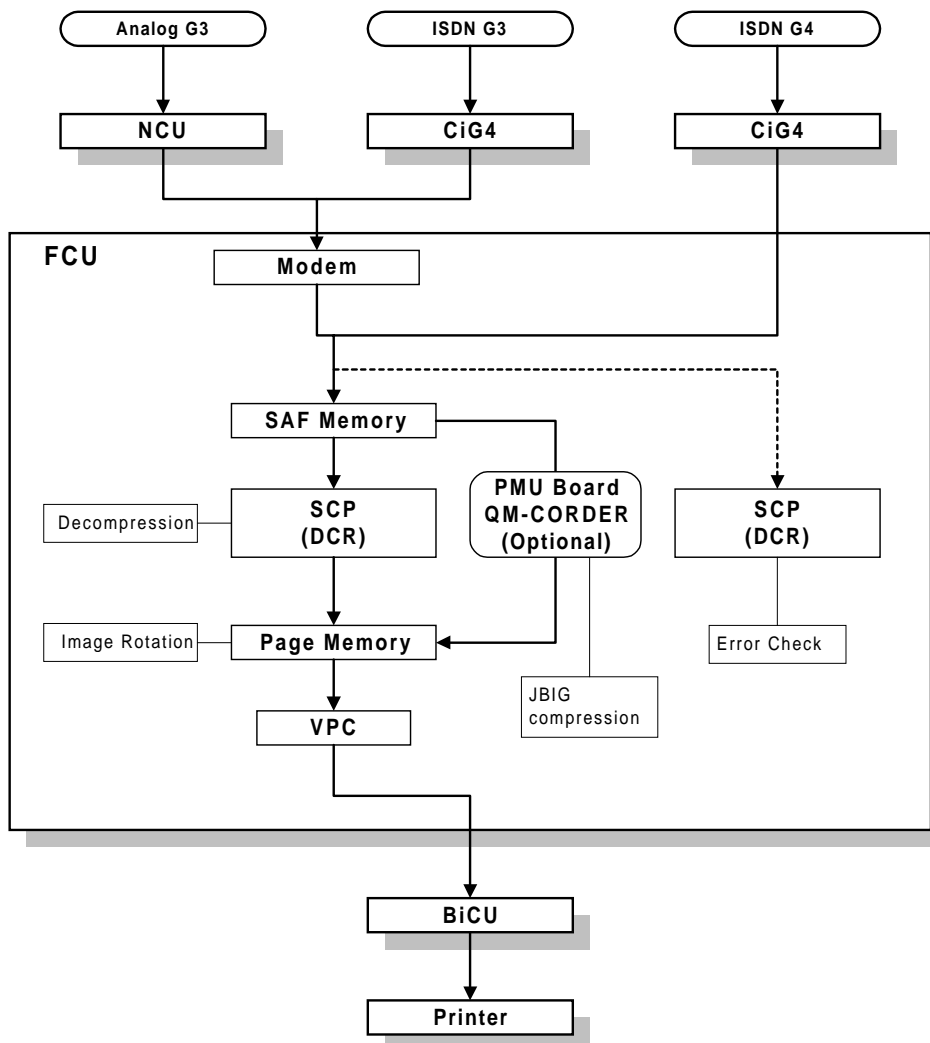 Analog G3
ISDN G3
ISDN G4
NCU
CiG4
CiG4
FCU
Modem
SAF Memory
PMU Board
QM-CORDER
(Optional)
SCP
(DCR)
SCP
(DCR)
Decompression
Image Rotation
Page Memory
Error Check
JBIG
compression
VPC
BiCU
Printer